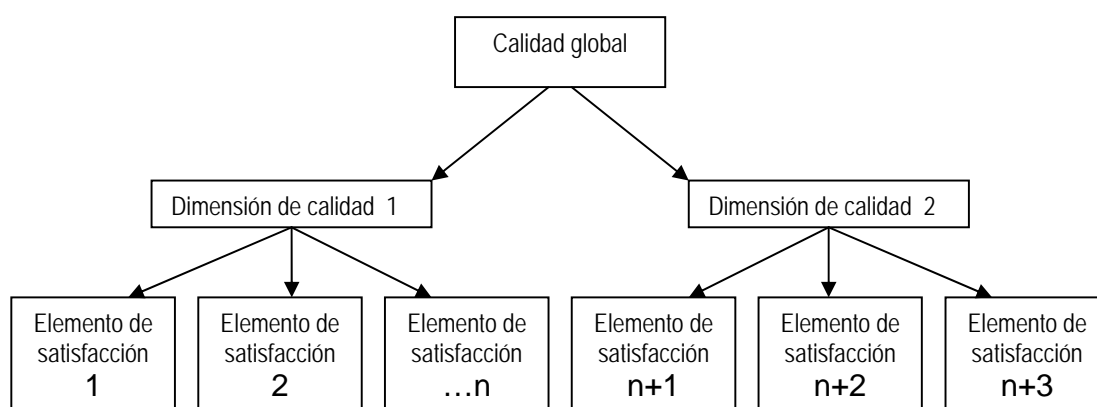 Calidad global
Dimensión de calidad 1
Dimensión de calidad 2
Elemento de
satisfacción
1
Elemento de
satisfacción
2
Elemento de
satisfacción
...n
Elemento de
satisfacción
n+1
Elemento de
satisfacción
n+2
Elemento de
satisfacción
n+3